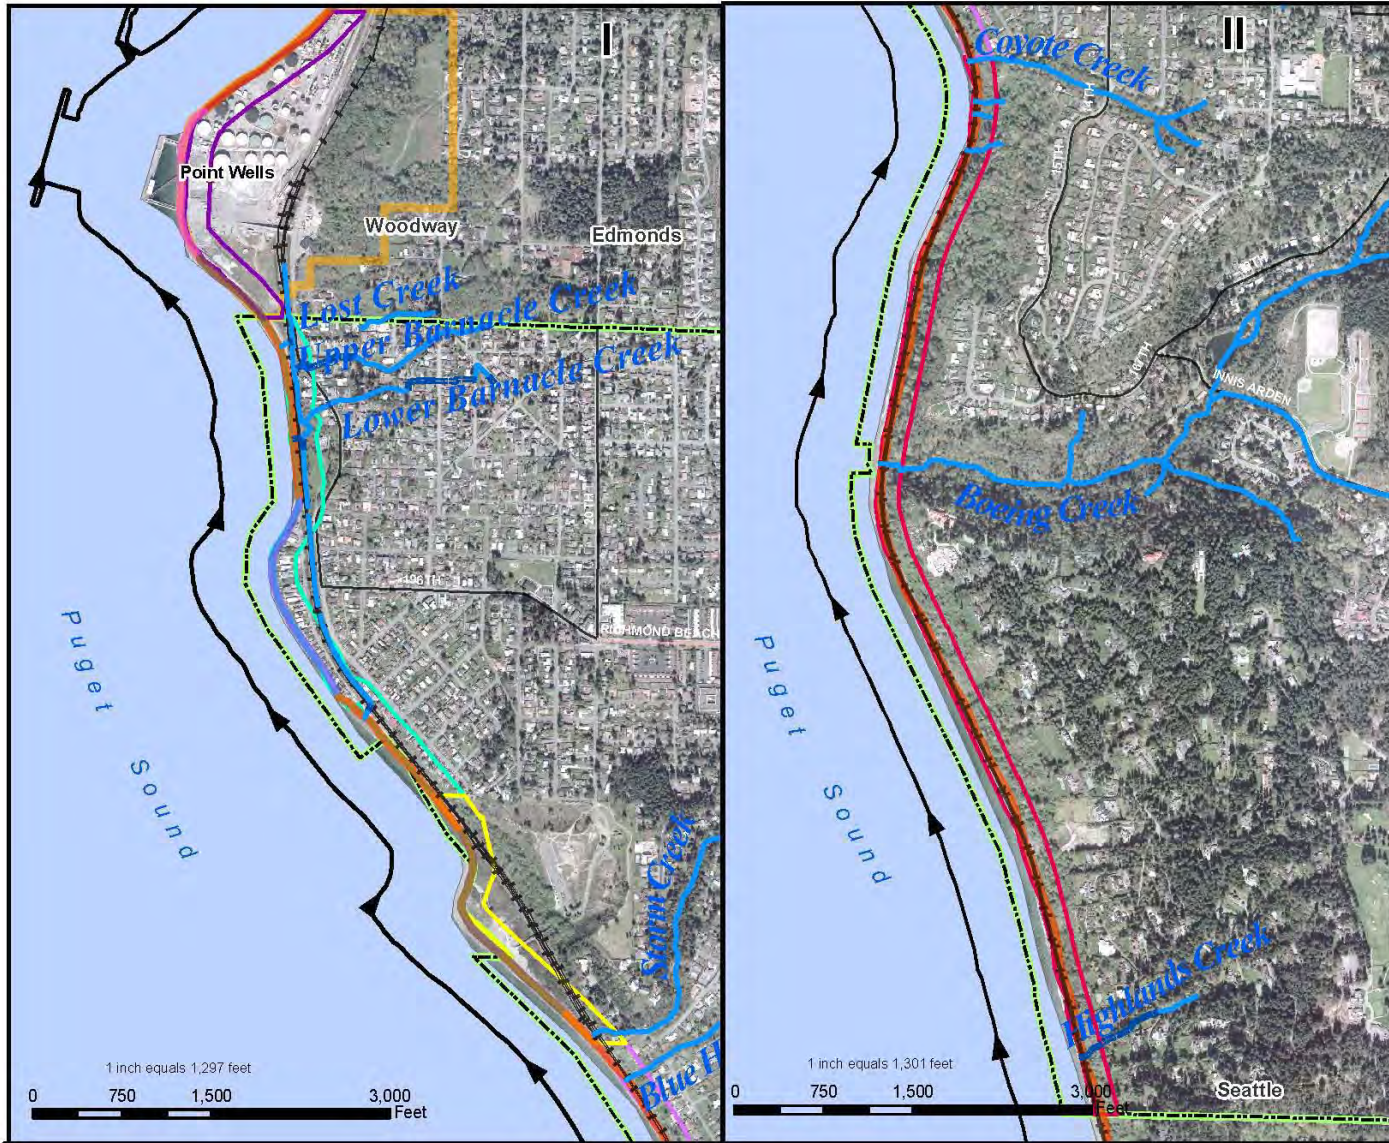 I
Point Wells
Woodway
Edmonds
Lost Creek
Upper Barnacle Creek
Lower Barnacle Creek
196TH
RICHMOND BEACH
Puget
Sound
Storm Creek
Blue H
1 inch equals 1,297 feet
0 750 1,500 3,000
Feet
II
Coyote Creek
15TH
167TH
INNIS ARDEN
Boeing Creek
Puget
Sound
Highlands Creek
Seattle
1 inch equals 1,301 feet
0 750 1,500 3,000
Feet